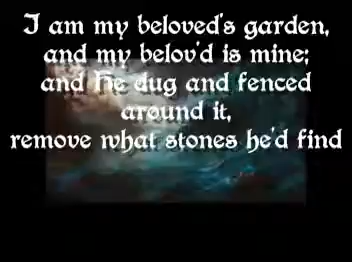 I am my beloved's garden,
and my belov'd is mine;
and He dug and fenced
around it,
remove what stones he'd find